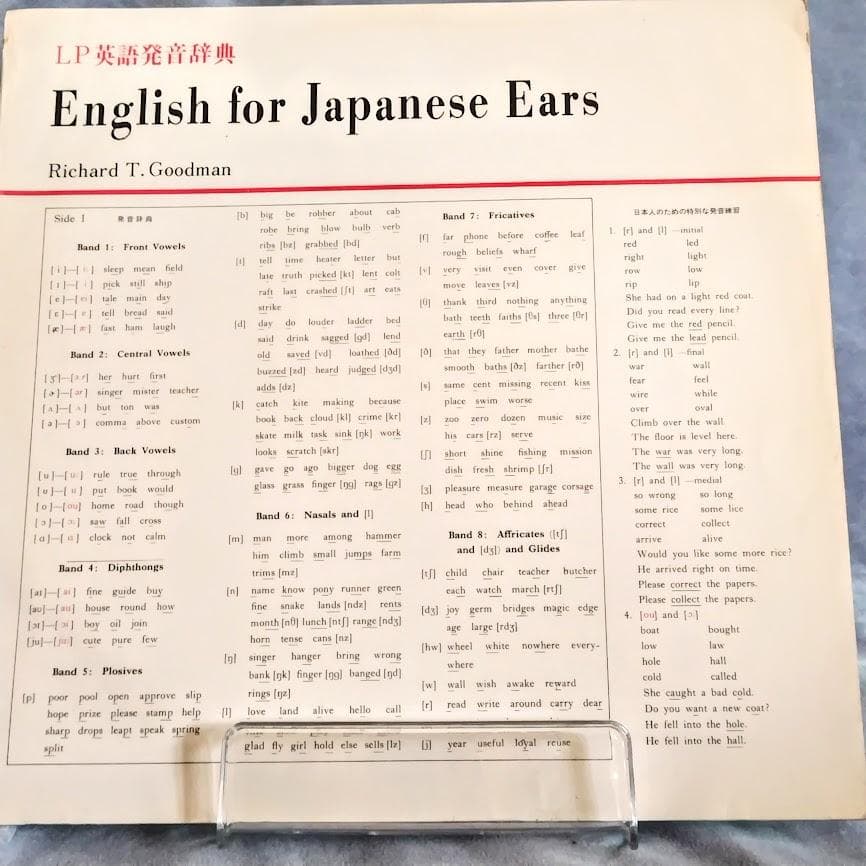 LP英語発音辞典
English for Japanese Ears
Richard T. Goodman
Side I 発音辞典
Band 1: Front Vowels
[i]—[i:] sleep mean field
[ɪ]—[i] pick still ship
[e]—[ei] tale main day
[ɛ]—[e] tell bread said
[æ]—[æ] fast ham laugh
Band 2: Central Vowels
[ɝ]—[ə:r] her hurt first
[ɚ]—[ər] singer mister teacher
[ʌ]—[ʌ] but ton was
[ə]—[ə] comma above custom
Band 3: Back Vowels
[u]—[u:] rule true through
[ʊ]—[u] put book would
[o]—[ou] home road though
[ɔ]—[ɔ:] saw fall cross
[ɑ]—[ɑ] clock not calm
Band 4: Diphthongs
[aɪ]—[ai] fine guide buy
[aʊ]—[au] house round how
[ɔɪ]—[ɔi] boy oil join
[ju]—[ju:] cute pure few
Band 5: Plosives
[p] poor pool open approve slip
hope prize please stamp help
sharp drops leapt speak spring
split
[b] big be robber about cab
robe bring blow bulb verb
ribs [bz] grabbed [bd]
[t] tell time heater letter but
late truth picked [kt] lent colt
raft last crashed [ʃt] art eats
strike
[d] day do louder ladder bed
said drink sagged [gd] lend
old saved [vd] loathed [ðd]
buzzed [zd] heard judged [dʒd]
adds [dz]
[k] catch kite making because
book back cloud [kl] crime [kr]
skate milk task sink [ŋk] work
looks scratch [skr]
[g] gave go ago bigger dog egg
glass grass finger [ŋg] rags [gz]
Band 6: Nasals and [l]
[m] man more among hammer
him climb small jumps farm
trims [mz]
[n] name know pony runner green
fine snake lands [ndz] rents
month [nθ] lunch [ntʃ] range [ndʒ]
horn tense cans [nz]
[ŋ] singer hanger bring wrong
bank [ŋk] finger [ŋg] banged [ŋd]
rings [ŋz]
[l] love land alive hello call
glad fly girl hold else sells [lz]
Band 7: Fricatives
[f] far phone before coffee leaf
rough beliefs wharf
[v] very visit even cover give
move leaves [vz]
[θ] thank third nothing anything
bath teeth faiths [θs] three [θr]
earth [rθ]
[ð] that they father mother bathe
smooth baths [ðz] farther [rð]
[s] same cent missing recent kiss
place swim worse
[z] zoo zero dozen music size
his cars [rz] serve
[ʃ] short shine fishing mission
dish fresh shrimp [ʃr]
[ʒ] pleasure measure garage corsage
[h] head who behind ahead
Band 8: Affricates ([tʃ]
and [dʒ]) and Glides
[tʃ] child chair teacher butcher
each watch march [rtʃ]
[dʒ] joy germ bridges magic edge
age large [rdʒ]
[hw] wheel white nowhere every-
where
[w] wall wish awake reward
[r] read write around carry dear
[j] year useful loyal reuse
日本人のための特別な発音練習
1. [r] and [l] —initial
red led
right light
row low
rip lip
She had on a light red coat.
Did you read every line?
Give me the red pencil.
Give me the lead pencil.
2. [r] and [l] —final
war wall
fear feel
wire while
over oval
Climb over the wall.
The floor is level here.
The war was very long.
The wall was very long.
3. [r] and [l] —medial
so wrong so long
some rice some lice
correct collect
arrive alive
Would you like some more rice?
He arrived right on time.
Please correct the papers.
Please collect the papers.
4. [ou] and [ɔ:]
boat bought
low law
hole hall
cold called
She caught a bad cold.
Do you want a new coat?
He fell into the hole.
He fell into the hall.